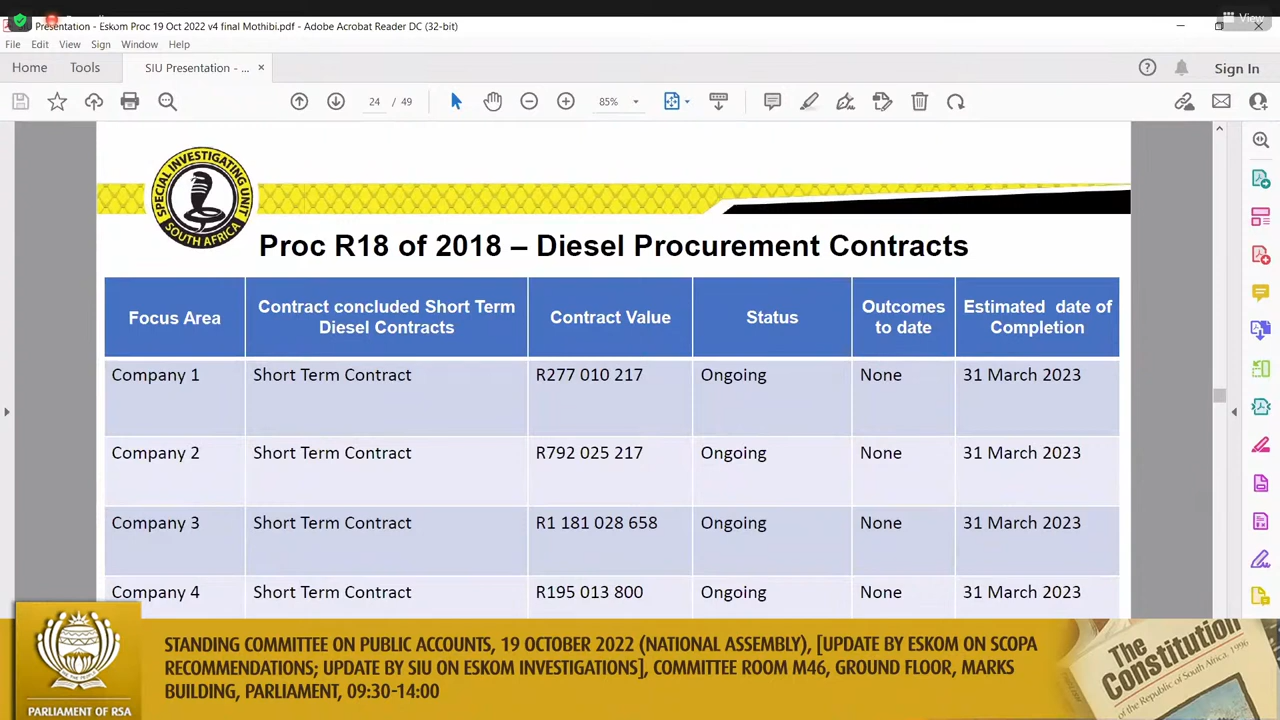 Presentation - Eskom Proc 19 Oct 2022 v4 final Mothibi.pdf - Adobe Acrobat Reader DC (32-bit)
View
File Edit View Sign Window Help
Home Tools SIU Presentation - ... × Sign In
24 / 49 85%
SPECIAL INVESTIGATING UNIT
SOUTH AFRICA
Proc R18 of 2018 – Diesel Procurement Contracts
Focus Area Contract concluded Short Term Diesel Contracts Contract Value Status Outcomes to date Estimated date of Completion
Company 1 Short Term Contract R277 010 217 Ongoing None 31 March 2023
Company 2 Short Term Contract R792 025 217 Ongoing None 31 March 2023
Company 3 Short Term Contract R1 181 028 658 Ongoing None 31 March 2023
Company 4 Short Term Contract R195 013 800 Ongoing None 31 March 2023
STANDING COMMITTEE ON PUBLIC ACCOUNTS, 19 OCTOBER 2022 (NATIONAL ASSEMBLY), [UPDATE BY ESKOM ON SCOPA
RECOMMENDATIONS; UPDATE BY SIU ON ESKOM INVESTIGATIONS], COMMITTEE ROOM M46, GROUND FLOOR, MARKS
BUILDING, PARLIAMENT, 09:30-14:00
PARLIAMENT OF RSA
The
Constitution
of the Republic of South Africa, 1996